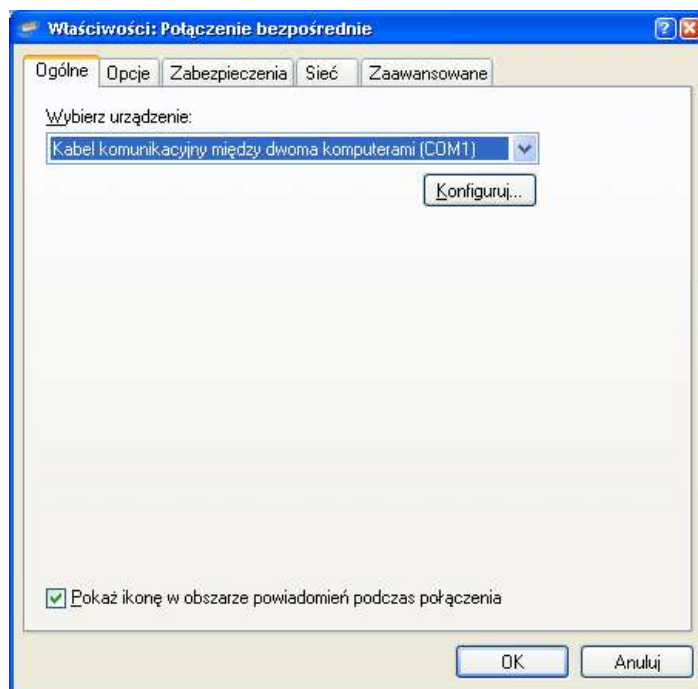 Właściwości: Połączenie bezpośrednie
Ogólne Opcje Zabezpieczenia Sieć Zaawansowane
Wybierz urządzenie:
Kabel komunikacyjny między dwoma komputerami (COM1)
Konfiguruj...
Pokaż ikonę w obszarze powiadomień podczas połączenia
OK Anuluj